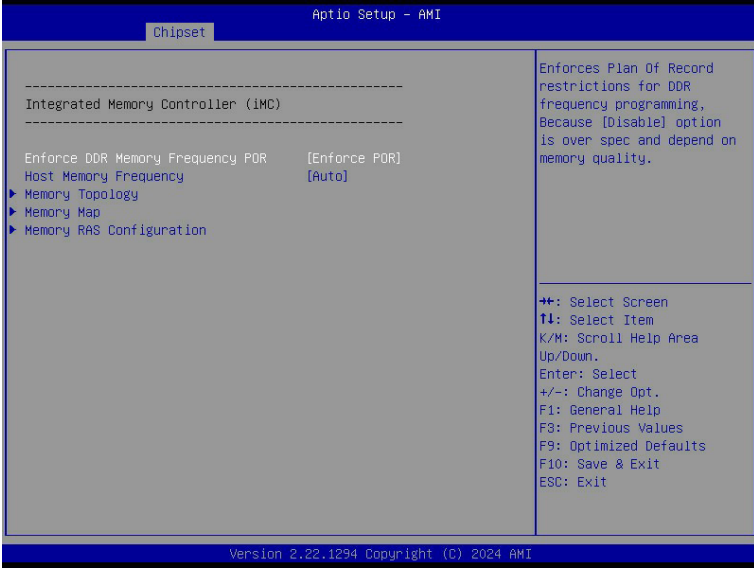 Aptio Setup – AMI
Chipset
--------------------------------------------------
Integrated Memory Controller (iMC)
--------------------------------------------------
Enforce DDR Memory Frequency POR [Enforce POR]
Host Memory Frequency [Auto]
Memory Topology
Memory Map
Memory RAS Configuration
Enforces Plan Of Record
restrictions for DDR
frequency programming,
Because [Disable] option
is over spec and depend on
memory quality.
→←: Select Screen
↑↓: Select Item
K/M: Scroll Help Area
Up/Down.
Enter: Select
+/-: Change Opt.
F1: General Help
F3: Previous Values
F9: Optimized Defaults
F10: Save & Exit
ESC: Exit
Version 2.22.1294 Copyright (C) 2024 AMI